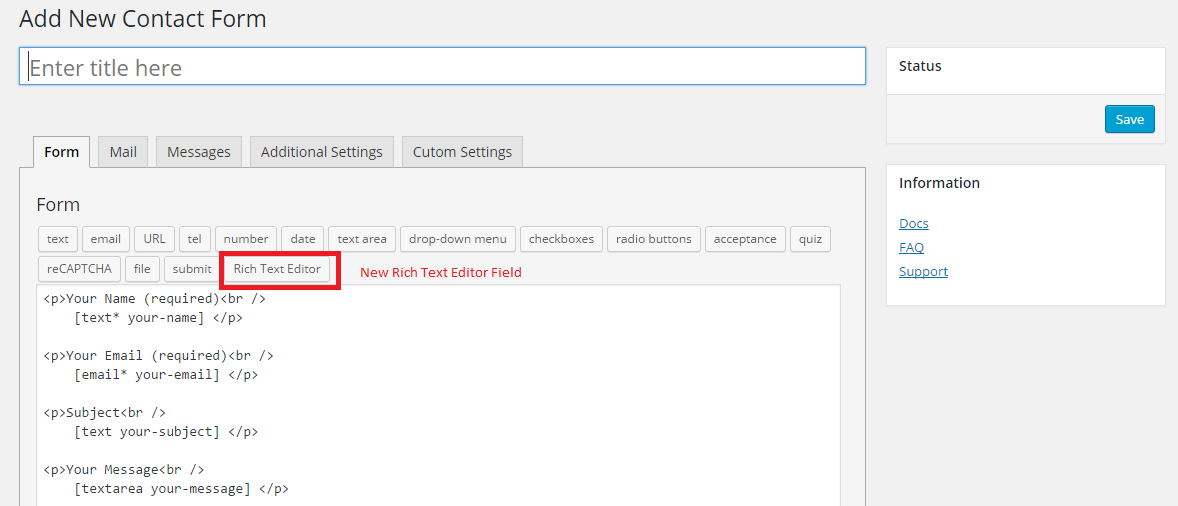 Add New Contact Form
Enter title here
Status
Save
Form Mail Messages Additional Settings Cutom Settings
Information
Form
Docs
text email URL tel number date text area drop-down menu checkboxes radio buttons acceptance quiz
FAQ
reCAPTCHA file submit Rich Text Editor New Rich Text Editor Field
Support
<p>Your Name (required)<br />
    [text* your-name] </p>
<p>Your Email (required)<br />
    [email* your-email] </p>
<p>Subject<br />
    [text your-subject] </p>
<p>Your Message<br />
    [textarea your-message] </p>